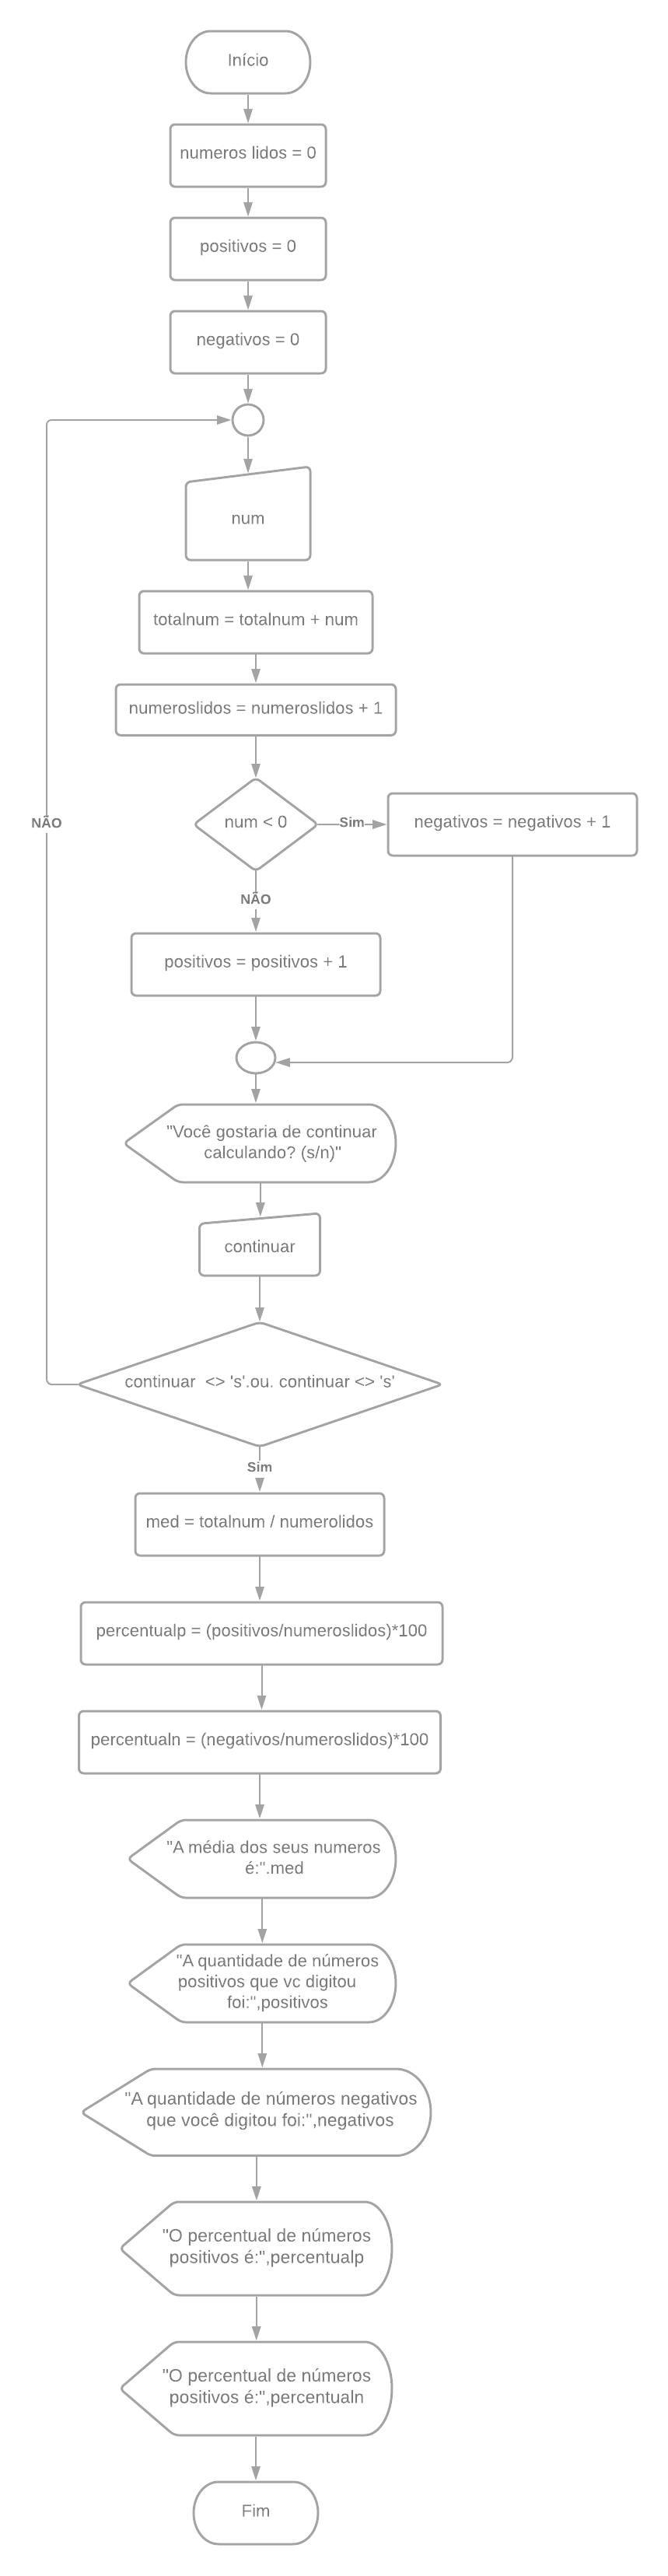 Início
numeros lidos = 0
positivos = 0
negativos = 0
num
totalnum = totalnum + num
numeroslidos = numeroslidos + 1
num < 0
Sim
negativos = negativos + 1
NÃO
NÃO
positivos = positivos + 1
"Você gostaria de continuar
calculando? (s/n)"
continuar
continuar  <> 's'.ou. continuar <> 's'
Sim
med = totalnum / numerolidos
percentualp = (positivos/numeroslidos)*100
percentualn = (negativos/numeroslidos)*100
"A média dos seus numeros
é:".med
"A quantidade de números
positivos que vc digitou
foi:",positivos
"A quantidade de números negativos
que você digitou foi:",negativos
"O percentual de números
positivos é:",percentualp
"O percentual de números
positivos é:",percentualn
Fim